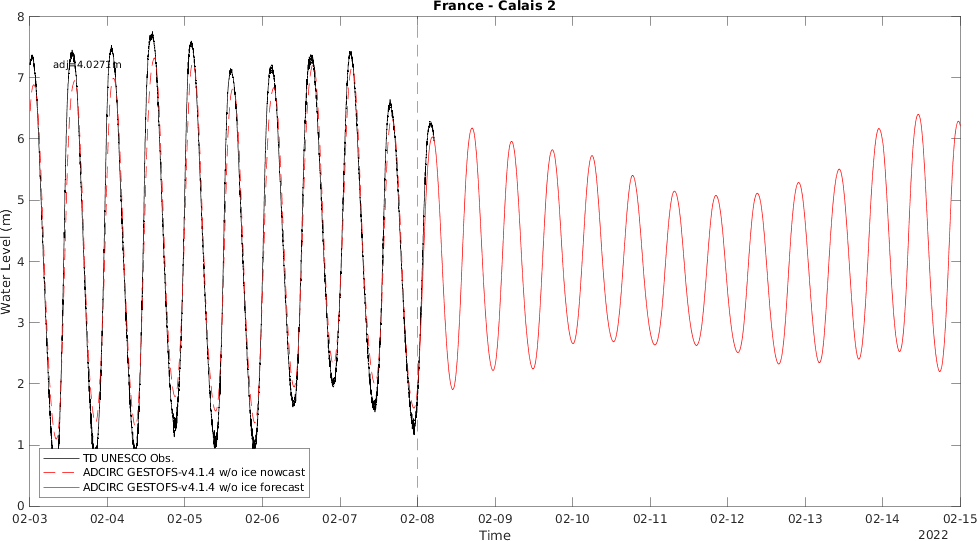 France - Calais 2
8
7
6
5
4
3
2
1
0
Water Level (m)
adj=4.0271m
TD UNESCO Obs.
ADCIRC GESTOFS-v4.1.4 w/o ice nowcast
ADCIRC GESTOFS-v4.1.4 w/o ice forecast
02-03 02-04 02-05 02-06 02-07 02-08 02-09 02-10 02-11 02-12 02-13 02-14 02-15
Time
2022